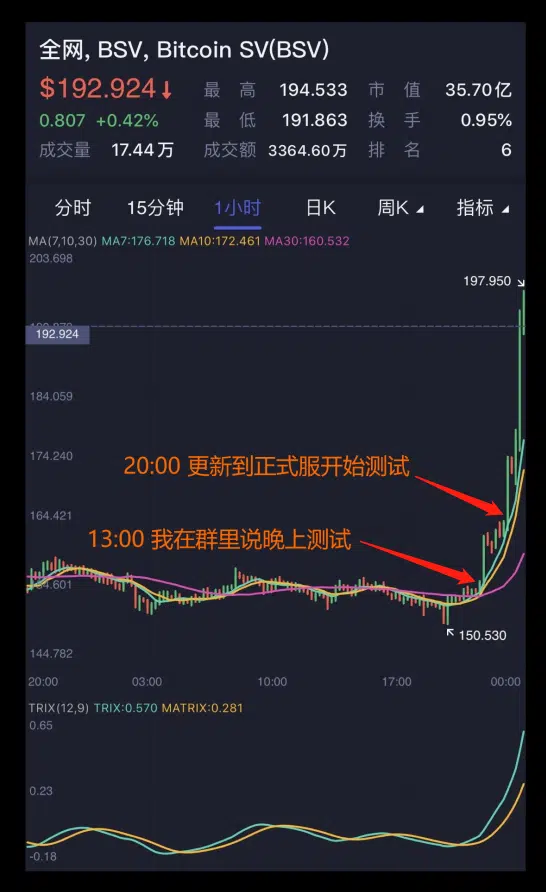 全网, BSV, Bitcoin SV(BSV)
$192.924↓ 最 高 194.533 市 值 35.70亿
0.807 +0.42% 最 低 191.863 换 手 0.95%
成交量 17.44万 成交额 3364.60万 排 名 6
分时 15分钟 1小时 日K 周K 指标
MA(7,10,30) MA7:176.718 MA10:172.461 MA30:160.532
203.698
197.950
192.924
184.059
174.240
20:00 更新到正式服开始测试
164.421
13:00 我在群里说晚上测试
154.601
150.530
144.782
20:00 03:00 10:00 17:00 00:00
TRIX(12,9) TRIX:0.570 MATRIX:0.281
0.65
0.23
-0.18